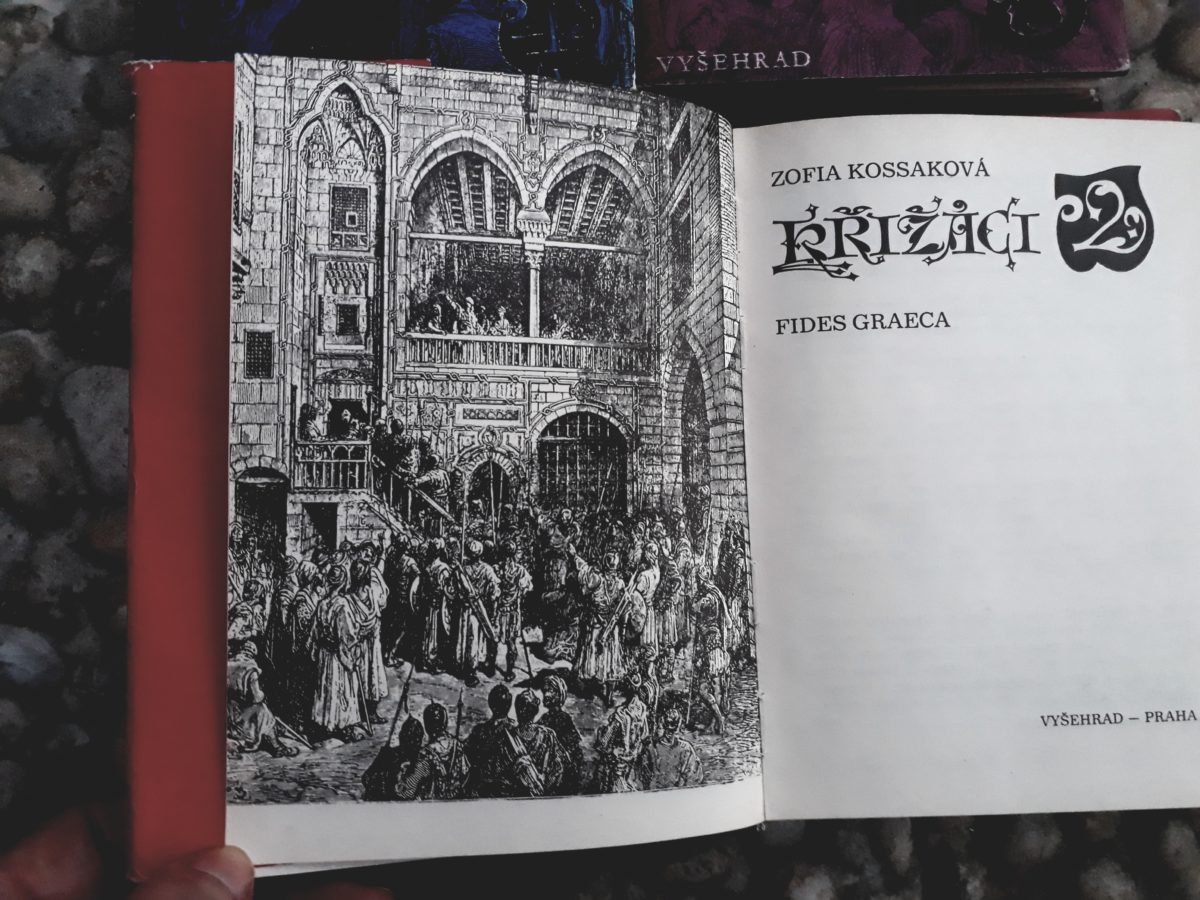 VYŠEHRAD
ZOFIA KOSSAKOVÁ
KŘIŽÁCI 2
FIDES GRAECA
VYŠEHRAD – PRAHA